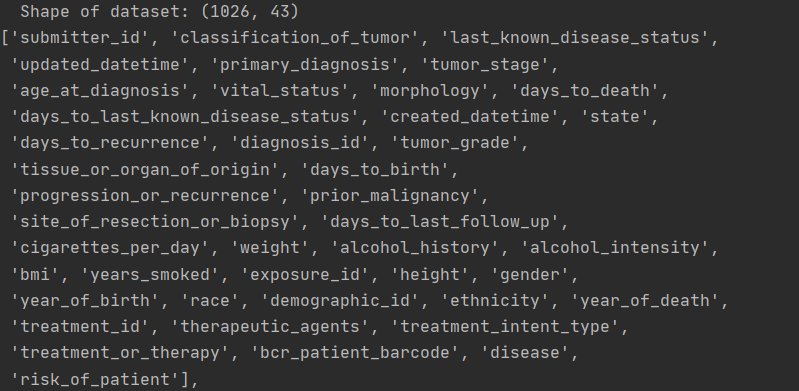 Shape of dataset: (1026, 43)
['submitter_id', 'classification_of_tumor', 'last_known_disease_status',
'updated_datetime', 'primary_diagnosis', 'tumor_stage',
'age_at_diagnosis', 'vital_status', 'morphology', 'days_to_death',
'days_to_last_known_disease_status', 'created_datetime', 'state',
'days_to_recurrence', 'diagnosis_id', 'tumor_grade',
'tissue_or_organ_of_origin', 'days_to_birth',
'progression_or_recurrence', 'prior_malignancy',
'site_of_resection_or_biopsy', 'days_to_last_follow_up',
'cigarettes_per_day', 'weight', 'alcohol_history', 'alcohol_intensity',
'bmi', 'years_smoked', 'exposure_id', 'height', 'gender',
'year_of_birth', 'race', 'demographic_id', 'ethnicity', 'year_of_death',
'treatment_id', 'therapeutic_agents', 'treatment_intent_type',
'treatment_or_therapy', 'bcr_patient_barcode', 'disease',
'risk_of_patient'],